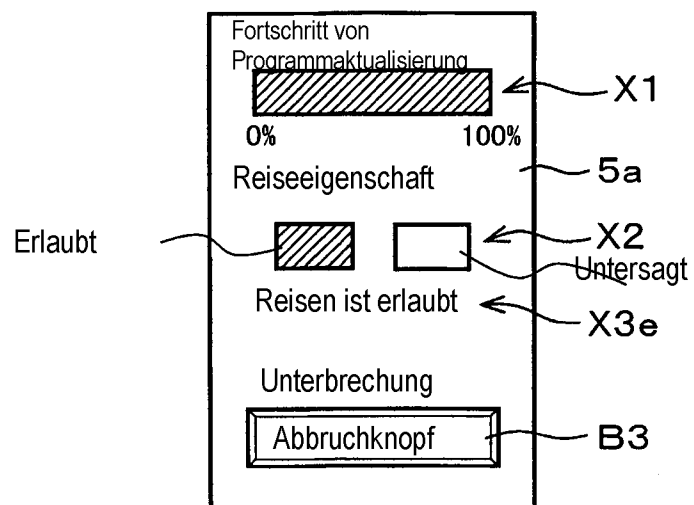 Fortschritt von
Programmaktualisierung
X1
0% 100%
Reiseeigenschaft
5a
Erlaubt
X2
Untersagt
Reisen ist erlaubt
X3e
Unterbrechung
Abbruchknopf
B3